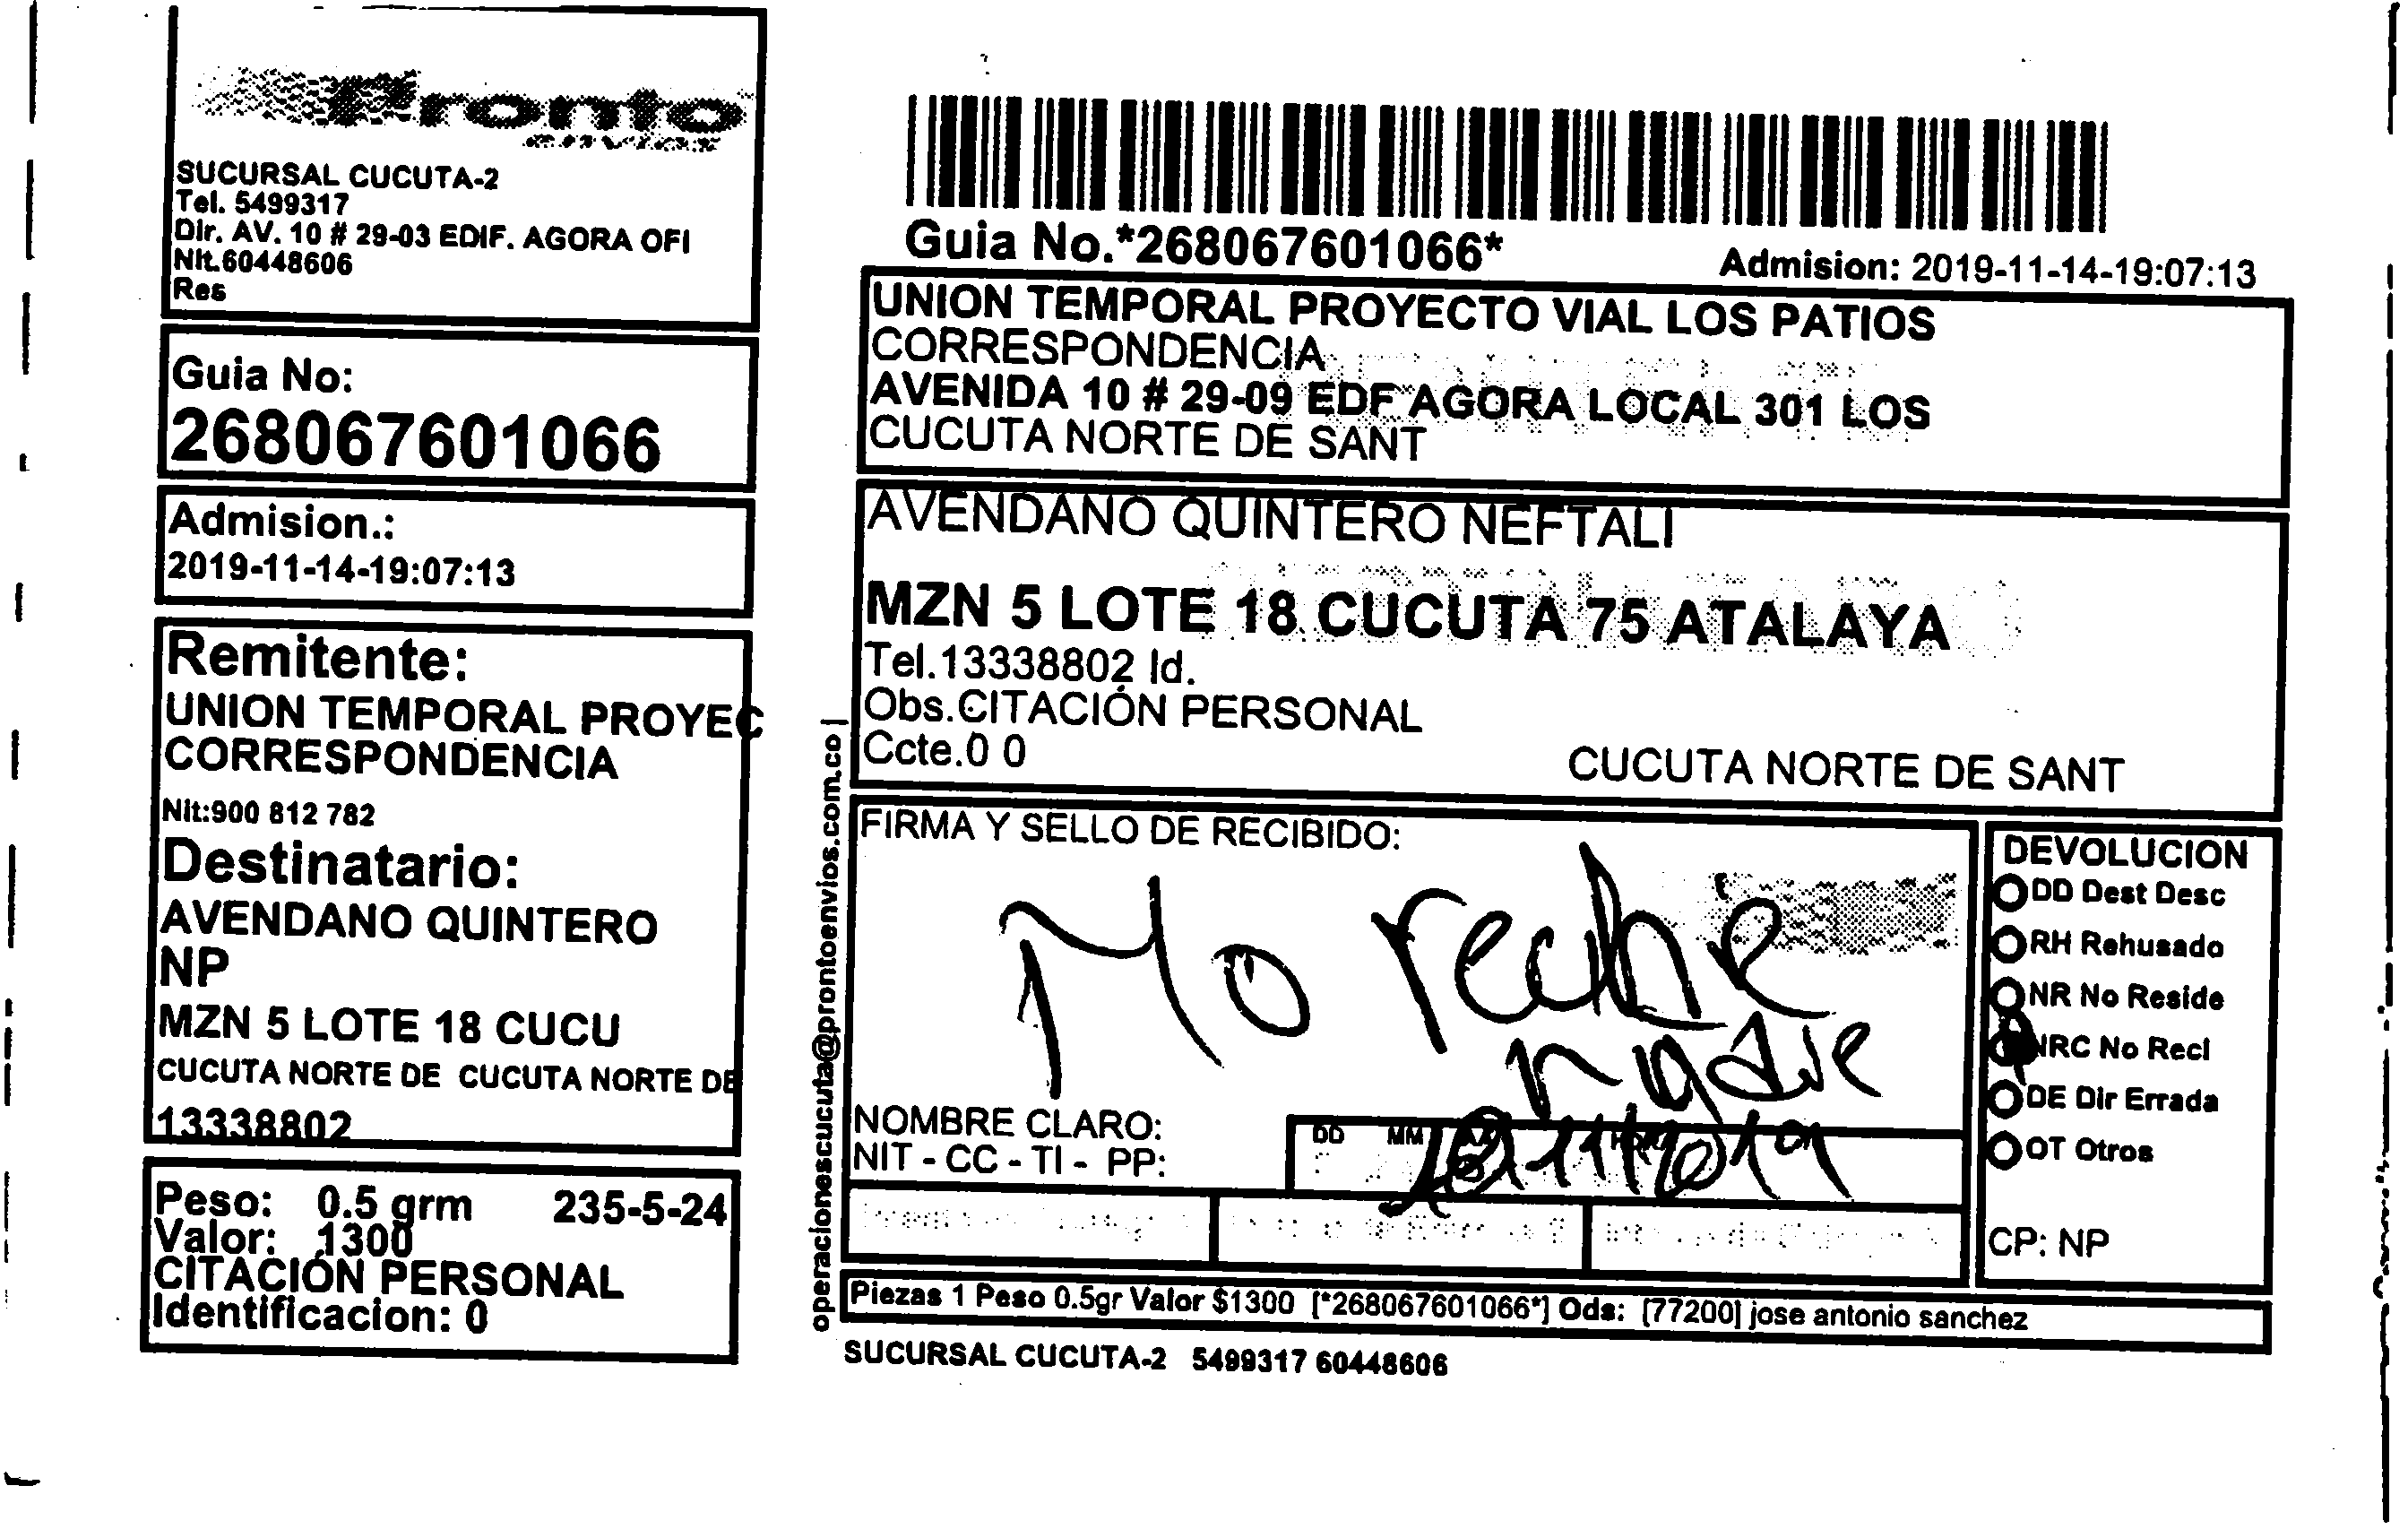 Pronto
SUCURSAL CUCUTA-2
Tel. 5499317
Dir. AV. 10 # 29-03 EDIF. AGORA OFI
Nit.60448606
Res
Guia No:
268067601066
Admision.:
2019-11-14-19:07:13
Remitente:
UNION TEMPORAL PROYEC
CORRESPONDENCIA
Nit:900 812 782
Destinatario:
AVENDANO QUINTERO
NP
MZN 5 LOTE 18 CUCU
CUCUTA NORTE DE CUCUTA NORTE DE
13338802
Peso: 0.5 grm 235-5-24
Valor: 1300
CITACIÓN PERSONAL
Identificacion: 0
Guia No.*268067601066*
Admision: 2019-11-14-19:07:13
UNION TEMPORAL PROYECTO VIAL LOS PATIOS
CORRESPONDENCIA
AVENIDA 10 # 29-09 EDF AGORA LOCAL 301 LOS
CUCUTA NORTE DE SANT
AVENDANO QUINTERO NEFTALI
MZN 5 LOTE 18 CUCUTA 75 ATALAYA
Tel.13338802 Id.
Obs.CITACIÓN PERSONAL
Ccte.0 0
CUCUTA NORTE DE SANT
operacionescucuta@prontoenvios.com.co |
FIRMA Y SELLO DE RECIBIDO:
No recibe
nadie
NOMBRE CLARO:
NIT - CC - TI - PP:
DD MM AA
DEVOLUCION
DD Dest Desc
RH Rehusado
NR No Reside
NRC No Reci
DE Dir Errada
OT Otros
CP: NP
Piezas 1 Peso 0.5gr Valor $1300 [*268067601066*] Ods: [77200] jose antonio sanchez
SUCURSAL CUCUTA-2 5499317 60448606